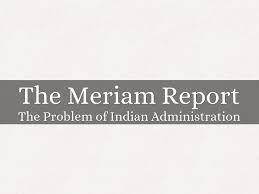 The Meriam Report
The Problem of Indian Administration